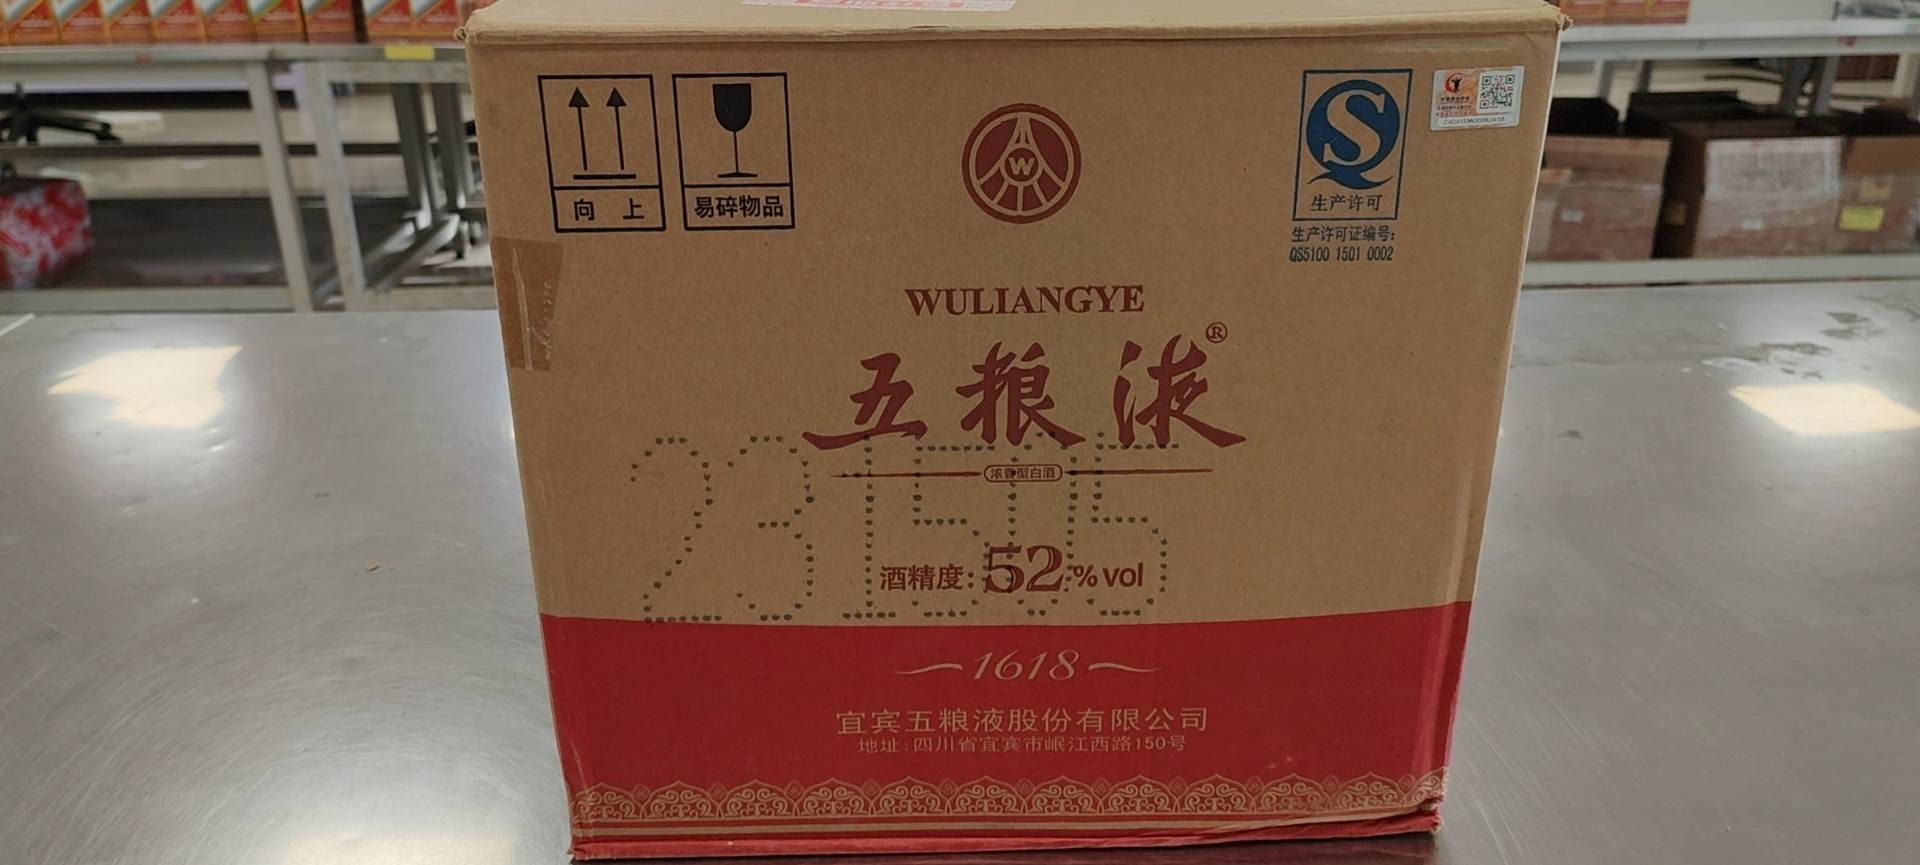 向 上
易碎物品
W
S
生产许可
生产许可证编号:
QS5100 1501 0002
WULIANGYE
五粮液®
浓香型白酒
231505
酒精度:52%vol
1618
宜宾五粮液股份有限公司
地址:四川省宜宾市岷江西路150号